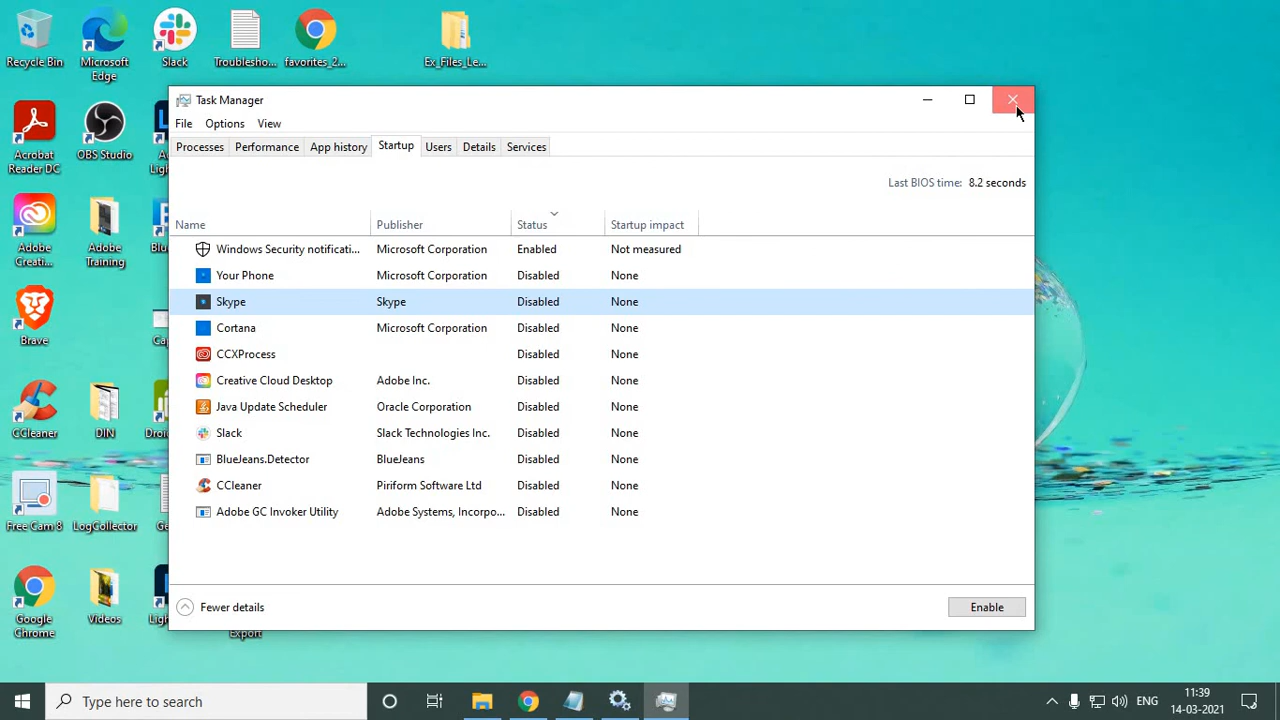 Recycle Bin
Microsoft Edge
Slack
Troublesho...
favorites_2...
Ex_Files_Le...
Task Manager
File Options View
Acrobat Reader DC
OBS Studio
Processes Performance App history Startup Users Details Services
Last BIOS time: 8.2 seconds
Name Publisher Status Startup impact
Windows Security notificati... Microsoft Corporation Enabled Not measured
Your Phone Microsoft Corporation Disabled None
Skype Skype Disabled None
Cortana Microsoft Corporation Disabled None
CCXProcess Disabled None
Creative Cloud Desktop Adobe Inc. Disabled None
Java Update Scheduler Oracle Corporation Disabled None
Slack Slack Technologies Inc. Disabled None
BlueJeans.Detector BlueJeans Disabled None
CCleaner Piriform Software Ltd Disabled None
Adobe GC Invoker Utility Adobe Systems, Incorpo... Disabled None
Adobe Creati...
Adobe Training
Brave
CCleaner
DIN
Free Cam 8
LogCollector
Google Chrome
Videos
Export
Fewer details
Enable
Type here to search
ENG
11:39
14-03-2021